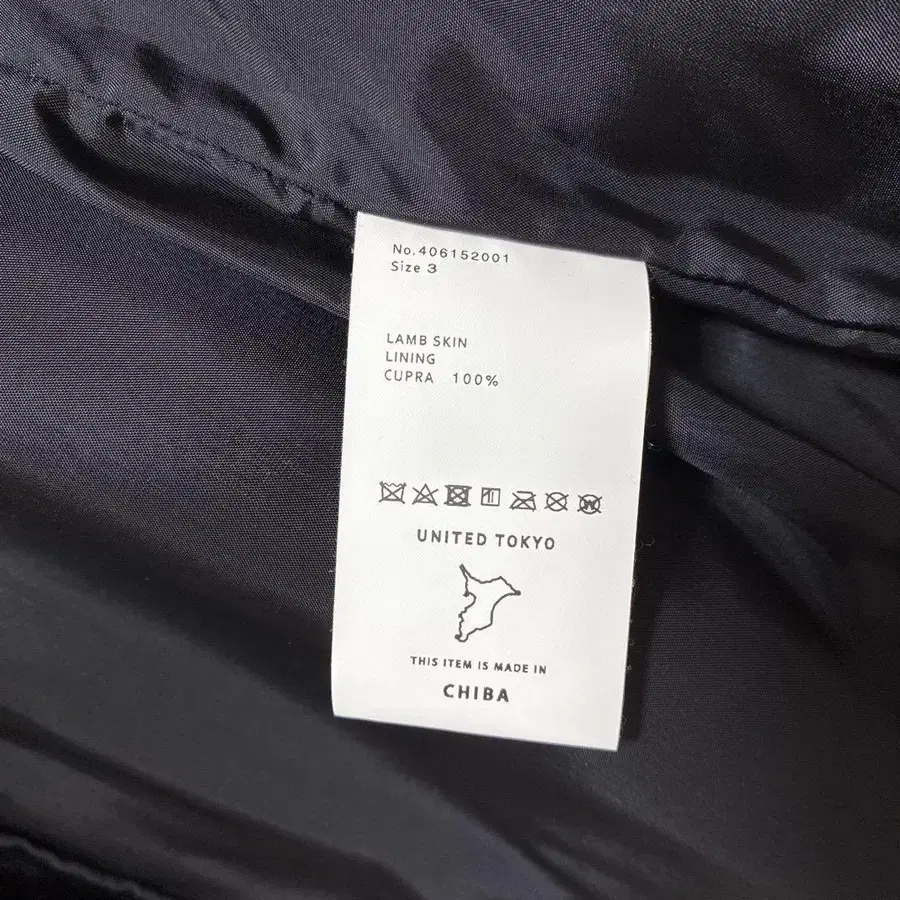 No.406152001
Size 3
LAMB SKIN
LINING
CUPRA 100%
UNITED TOKYO
THIS ITEM IS MADE IN
CHIBA